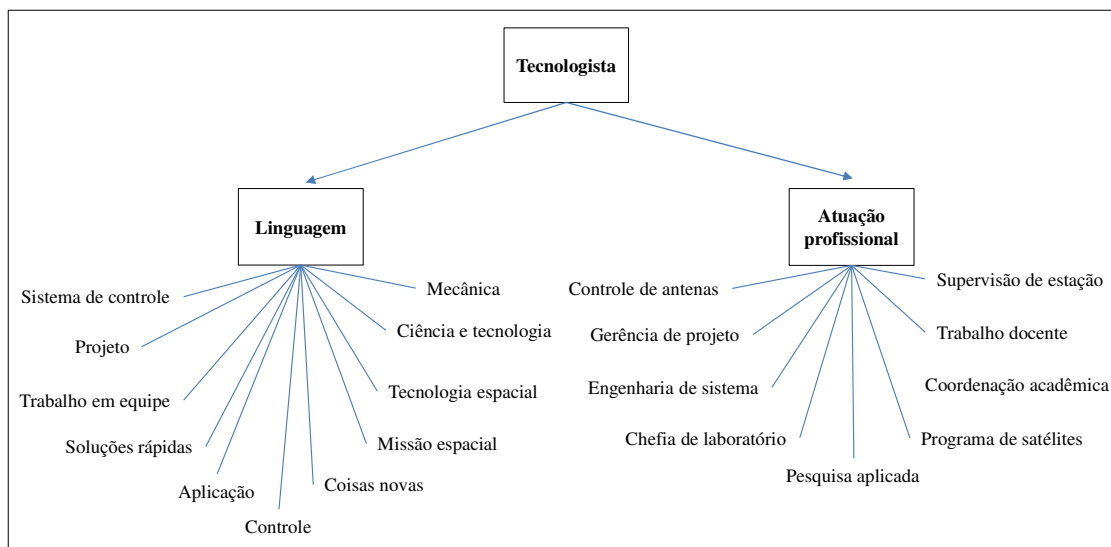 Tecnologista
Linguagem
Atuação
profissional
Sistema de controle
Projeto
Trabalho em equipe
Soluções rápidas
Aplicação
Controle
Coisas novas
Missão espacial
Tecnologia espacial
Ciência e tecnologia
Mecânica
Controle de antenas
Gerência de projeto
Engenharia de sistema
Chefia de laboratório
Pesquisa aplicada
Programa de satélites
Coordenação acadêmica
Trabalho docente
Supervisão de estação